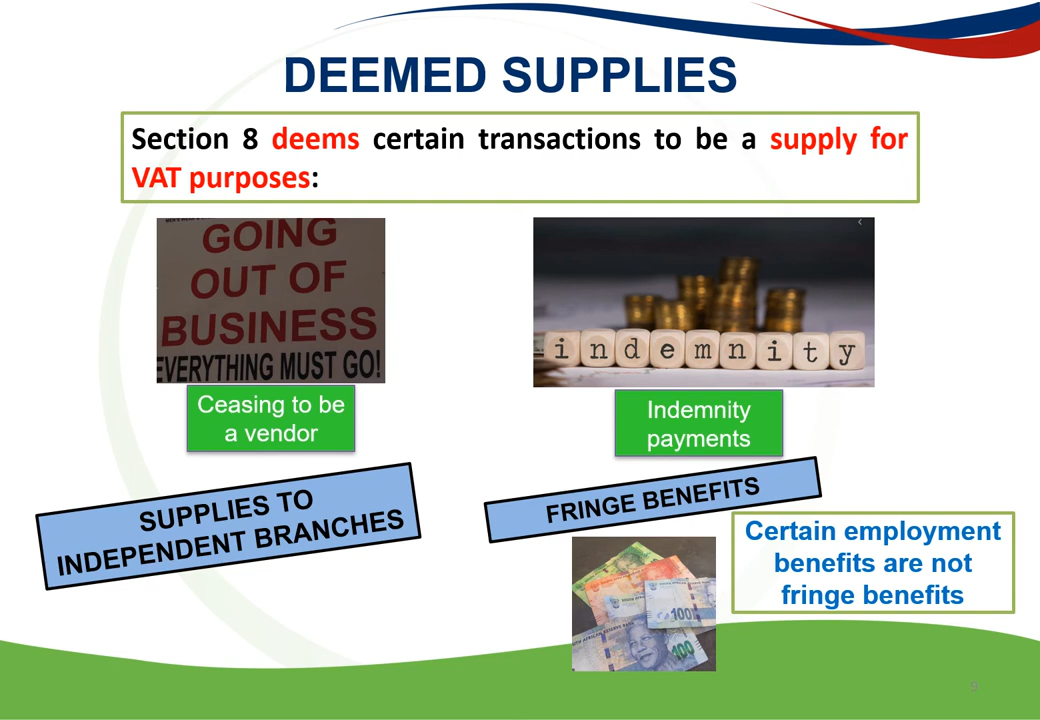 DEEMED SUPPLIES
Section 8 deems certain transactions to be a supply for
VAT purposes:
GOING
OUT OF
BUSINESS
EVERYTHING MUST GO!
indemnity
Ceasing to be
a vendor
Indemnity
payments
SUPPLIES TO
INDEPENDENT BRANCHES
FRINGE BENEFITS
Certain employment
benefits are not
fringe benefits
100
100
9